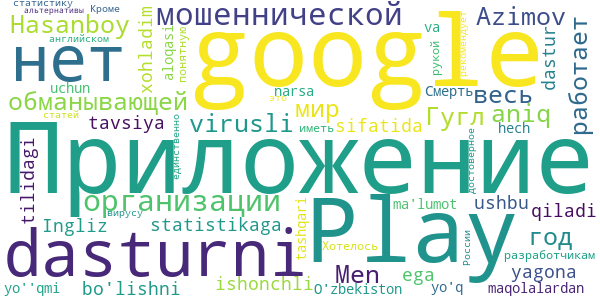 статистику Кроме
альтернативы
мошеннической Azimov
Hasanboy английском
xohladim
aloqasi
понятную
google
va
рукой
рекомендует
dastur
работает
нет
uchun narsa Смерть весь
обманывающей мир
tavsiya virusli sifatida Гугл aniq
это
статей единственно иметь hech
Приложение
tilidagi
достоверное
организации Play
ma'lumot ushbu
вирусу
Ingliz statistikaga tashqari qiladi
Хотелось России год
dasturni Men ega разработчикам
yagona
yo''qmi bo'lishni ishonchli O'zbekiston yo'q maqolalardan